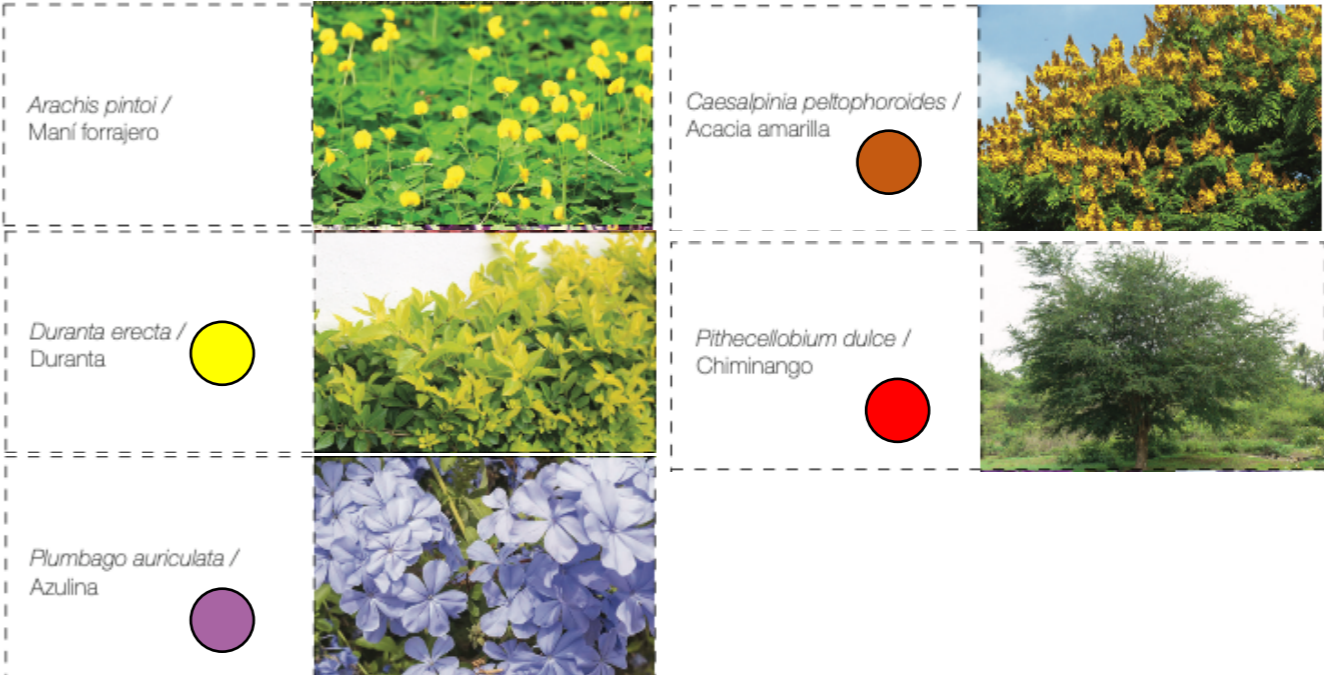 Arachis pintoi /
Maní forrajero
Duranta erecta /
Duranta
Plumbago auriculata /
Azulina
Caesalpinia peltophoroides /
Acacia amarilla
Pithecellobium dulce /
Chiminango